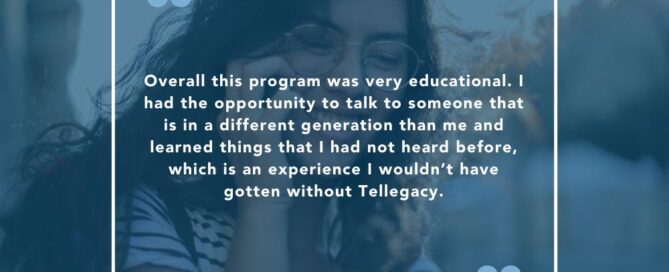 Overall this program was very educational. I
had the opportunity to talk to someone that
is in a different generation than me and
learned things that I had not heard before,
which is an experience I wouldn’t have
gotten without Tellegacy.